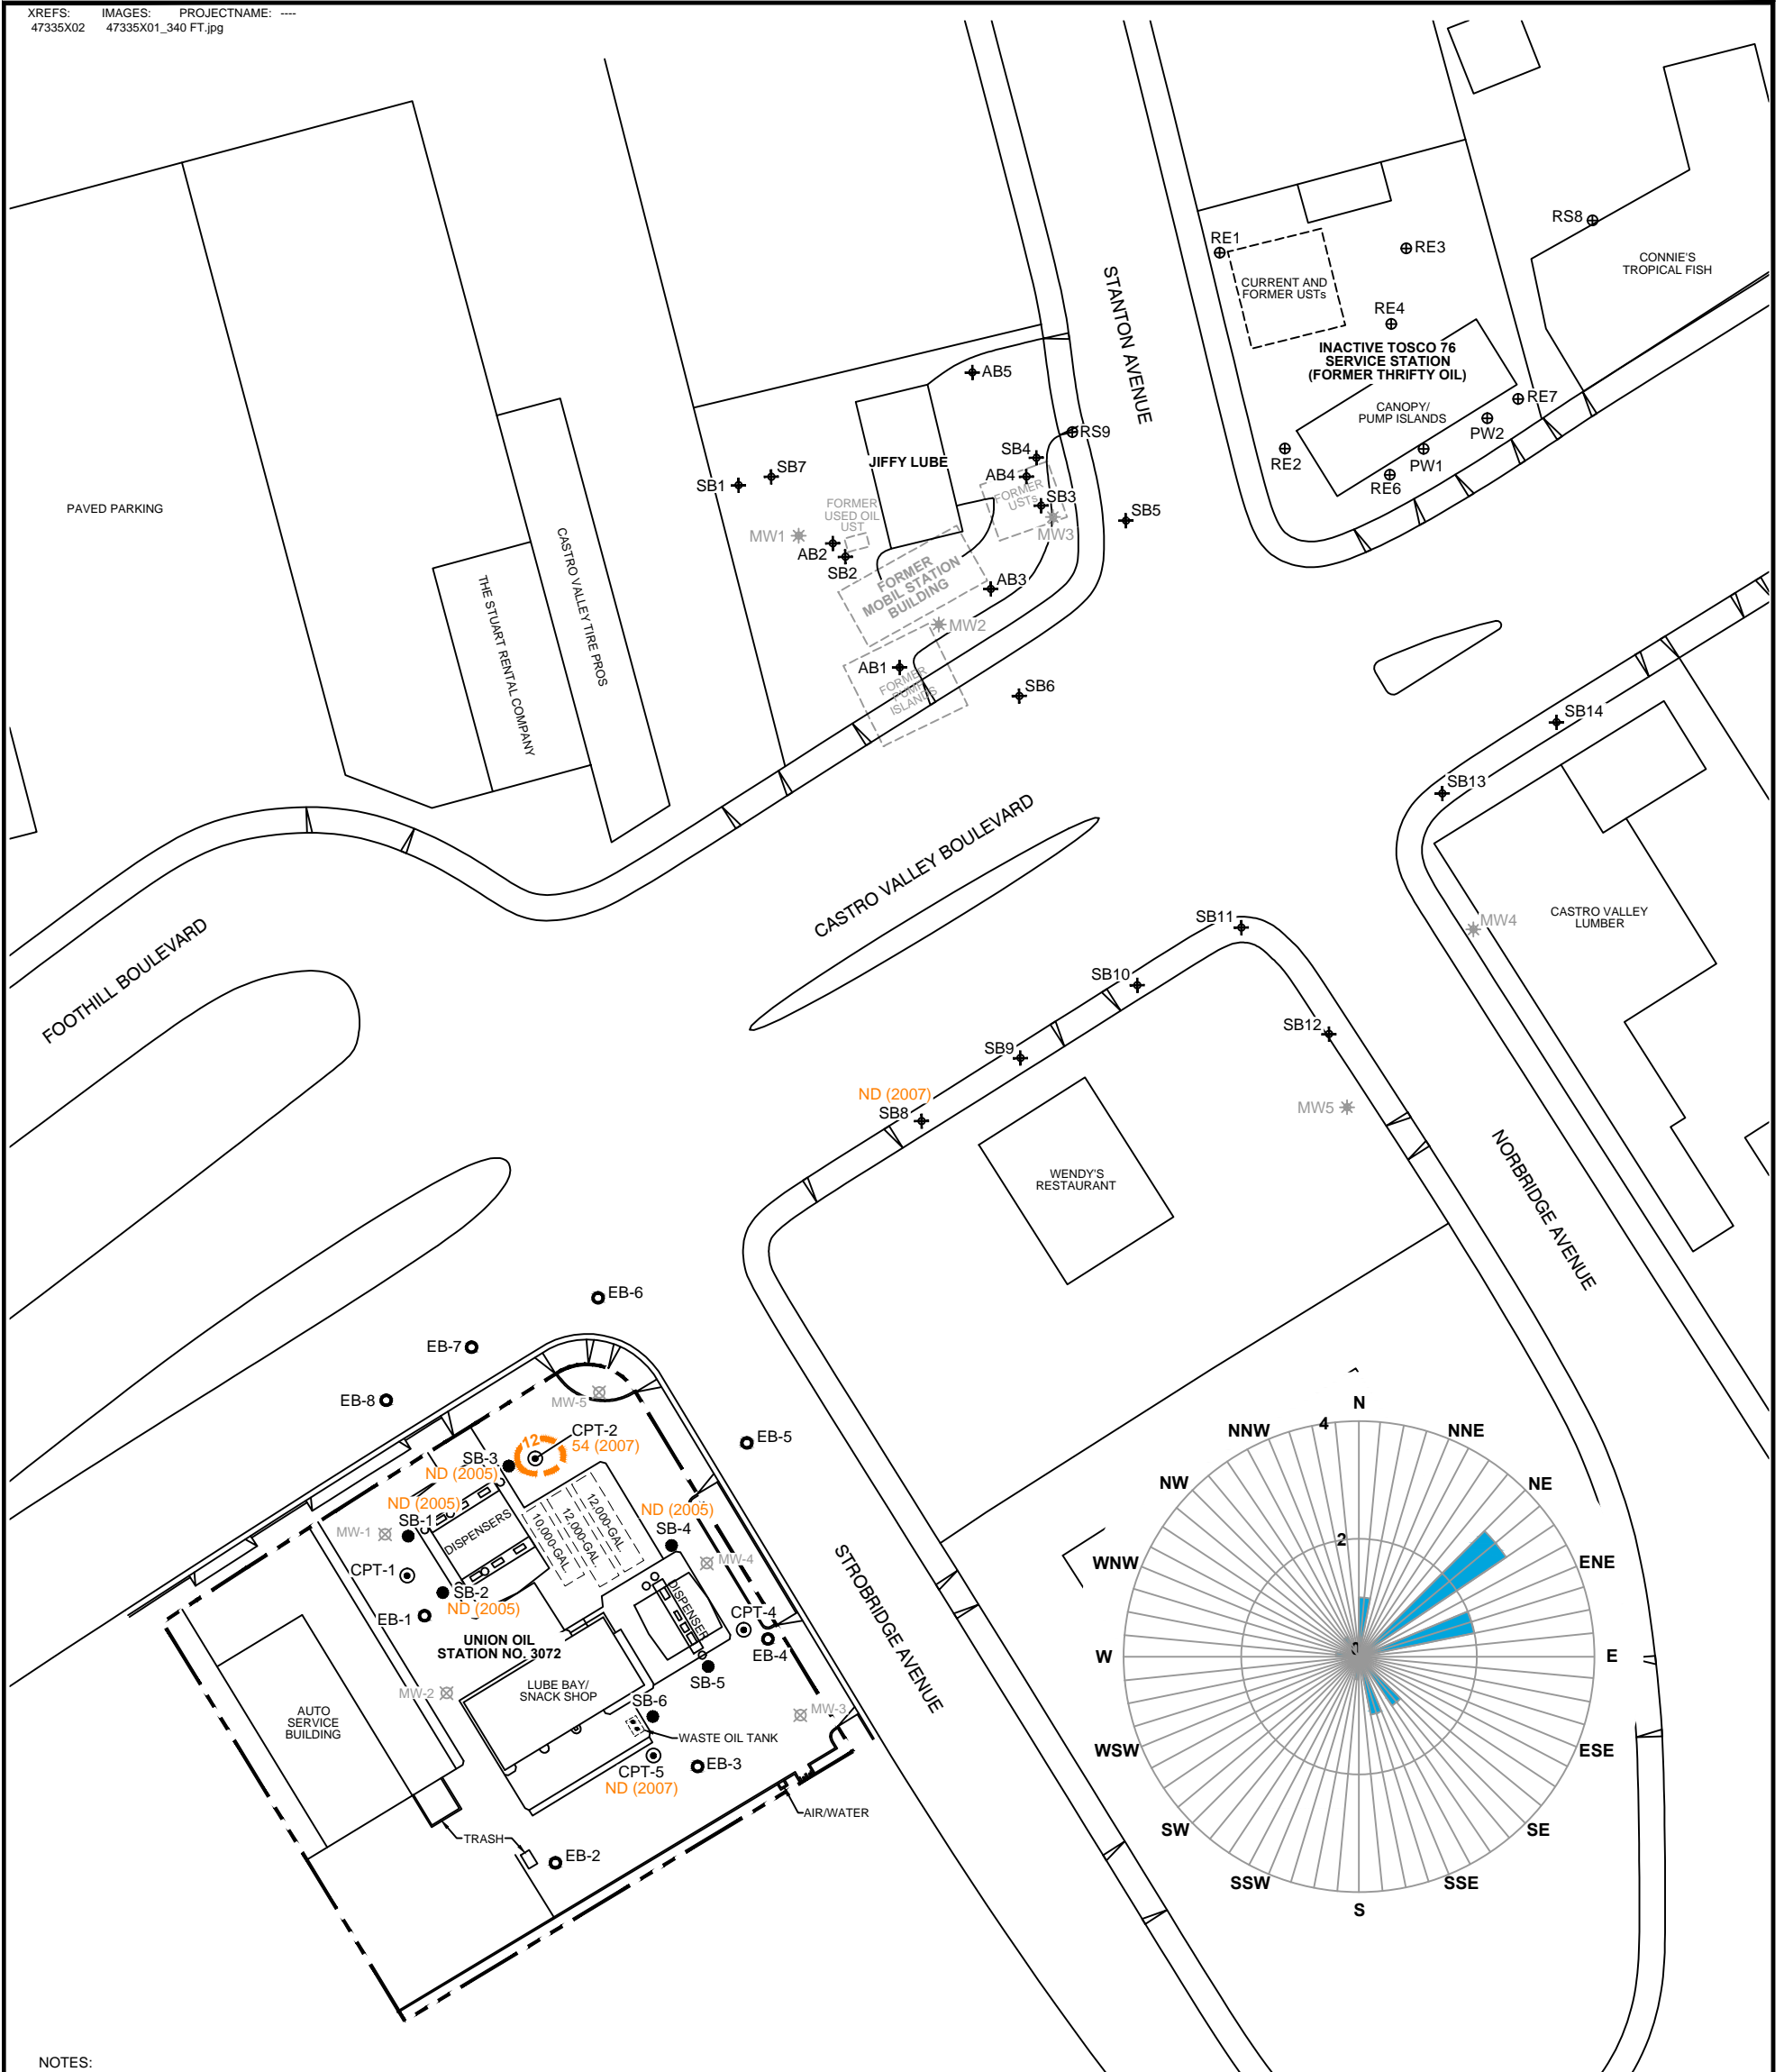 XREFS: IMAGES: PROJECTNAME: ----
47335X02 47335X01_340 FT.jpg
RS8
RE1
RE3
CONNIE'S
TROPICAL FISH
CURRENT AND
FORMER USTs
STANTON AVENUE
RE4
INACTIVE TOSCO 76
SERVICE STATION
(FORMER THRIFTY OIL)
AB5
RE7
CANOPY/
PUMP ISLANDS
PW2
RS9
SB4
JIFFY LUBE
RE2
PW1
SB7
AB4
RE6
SB1
FORMER
USTs
SB3
PAVED PARKING
FORMER
USED OIL
UST
SB5
MW1
MW3
AB2
SB2
CASTRO VALLEY TIRE PROS
FORMER
MOBIL STATION
BUILDING
AB3
THE STUART RENTAL COMPANY
MW2
AB1
FORMER
PUMP
ISLANDS
SB6
SB14
SB13
CASTRO VALLEY BOULEVARD
CASTRO VALLEY
LUMBER
SB11
MW4
FOOTHILL BOULEVARD
SB10
SB12
SB9
ND (2007)
SB8
MW5
WENDY'S
RESTAURANT
NORBRIDGE AVENUE
EB-6
EB-7
EB-8
MW-5
N
4
NNW
NNE
CPT-2
12
54 (2007)
EB-5
SB-3
ND (2005)
NW
NE
ND (2005)
ND (2005)
SB-1
MW-1
DISPENSERS
10,000-GAL
12,000-GAL
12,000-GAL
SB-4
2
MW-4
WNW
ENE
CPT-1
STROBRIDGE AVENUE
SB-2
ND (2005)
DISPENSER
CPT-4
EB-1
UNION OIL
STATION NO. 3072
EB-4
0
W
E
LUBE BAY/
SNACK SHOP
SB-5
MW-2
AUTO
SERVICE
BUILDING
SB-6
MW-3
WASTE OIL TANK
WSW
ESE
CPT-5
ND (2007)
EB-3
AIR/WATER
SW
SE
TRASH
EB-2
SSW
SSE
S
NOTES: